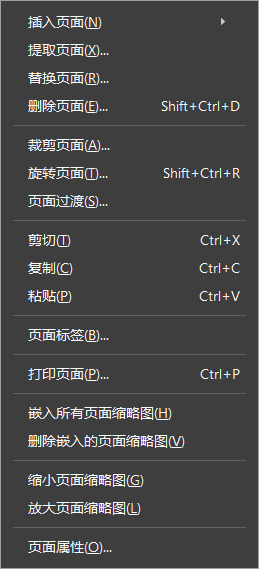 插入页面(N)
提取页面(X)...
替换页面(R)...
删除页面(E)... Shift+Ctrl+D
裁剪页面(A)...
旋转页面(T)... Shift+Ctrl+R
页面过渡(S)...
剪切(T) Ctrl+X
复制(C) Ctrl+C
粘贴(P) Ctrl+V
页面标签(B)...
打印页面(P)... Ctrl+P
嵌入所有页面缩略图(H)
删除嵌入的页面缩略图(V)
缩小页面缩略图(G)
放大页面缩略图(L)
页面属性(O)...